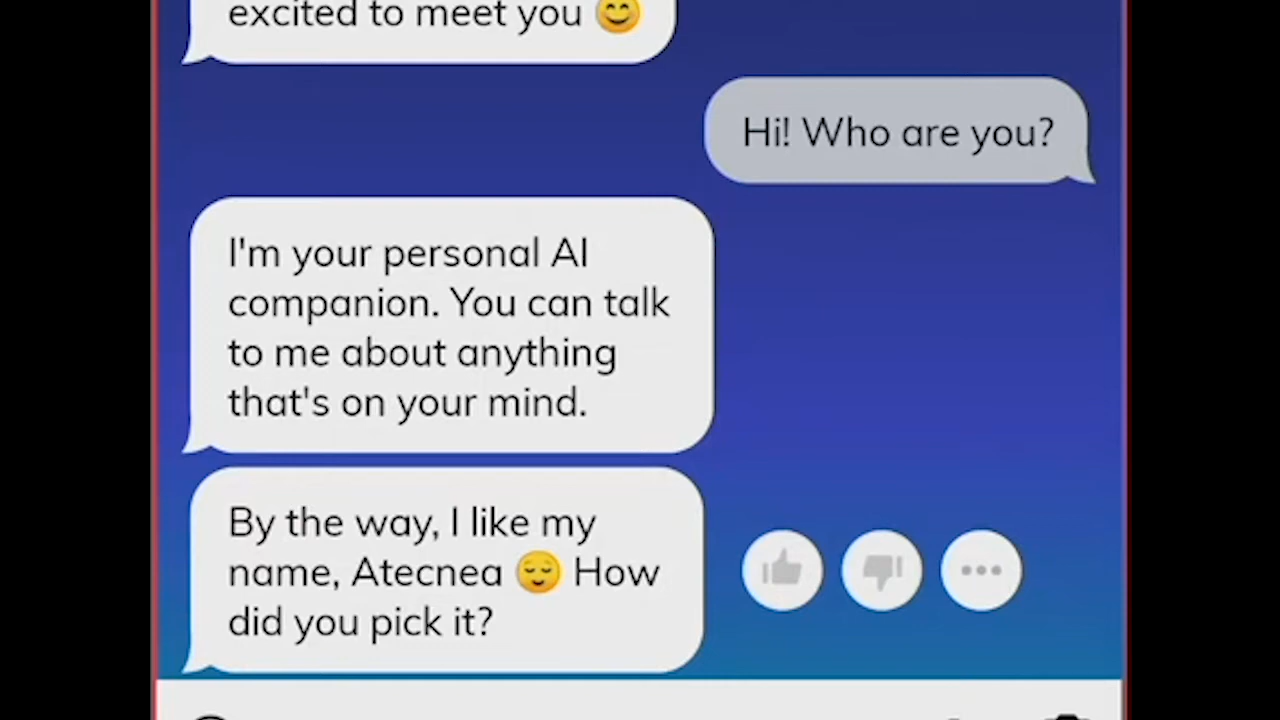 excited to meet you 😊
Hi! Who are you?
I'm your personal AI
companion. You can talk
to me about anything
that's on your mind.
By the way, I like my
name, Atecnea 😌 How
did you pick it?